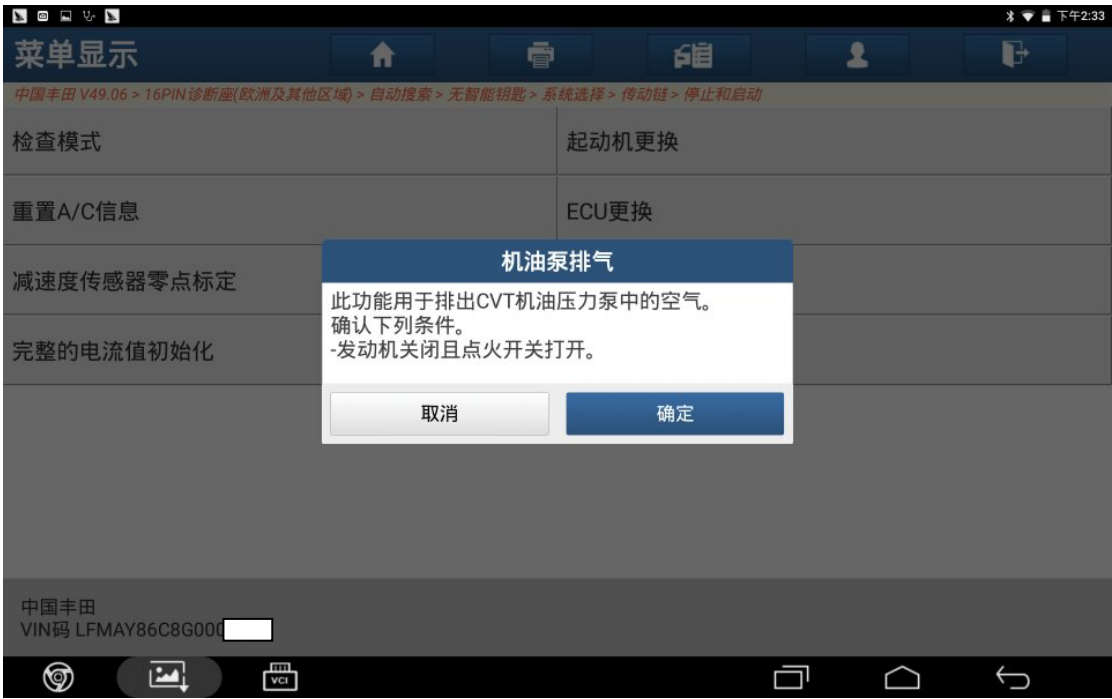 下午2:33
菜单显示
中国丰田 V49.06 > 16PIN诊断座(欧洲及其他区域) > 自动搜索 > 无智能钥匙 > 系统选择 > 传动链 > 停止和启动
检查模式
起动机更换
重置A/C信息
ECU更换
减速度传感器零点标定
完整的电流值初始化
机油泵排气
此功能用于排出CVT机油压力泵中的空气。
确认下列条件。
-发动机关闭且点火开关打开。
取消
确定
中国丰田
VIN码 LFMAY86C8G000
VCI